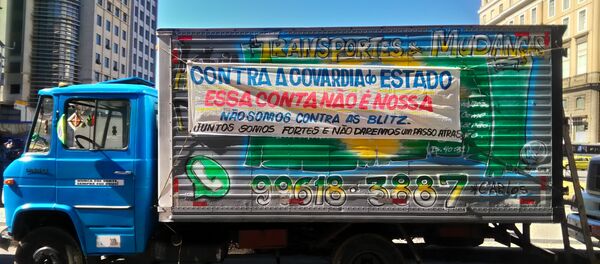 TRANSPORTES & MUDANÇAS
CONTRA A COVARDIA do ESTADO
ESSA CONTA NÃO É NOSSA
NÃO SOMOS CONTRA AS BLITZ.
JUNTOS SOMOS FORTES E NÃO DAREMOS UM PASSO ATRÁS
99618-3887
CARLOS